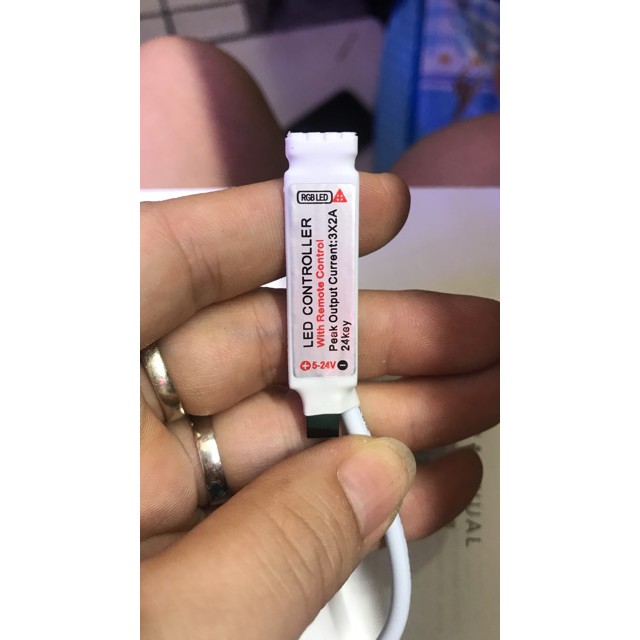 RGB LED
LED CONTROLLER
With Remote Control
Peak Output Current:3X2A
24key
+ 5-24V -